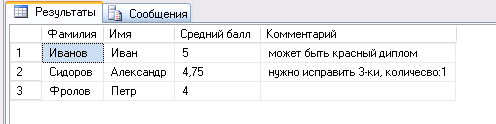 Результаты Сообщения
Фамилия Имя Средний балл Комментарий
1 Иванов Иван 5 может быть красный диплом
2 Сидоров Александр 4,75 нужно исправить 3-ки, количесво:1
3 Фролов Петр 4